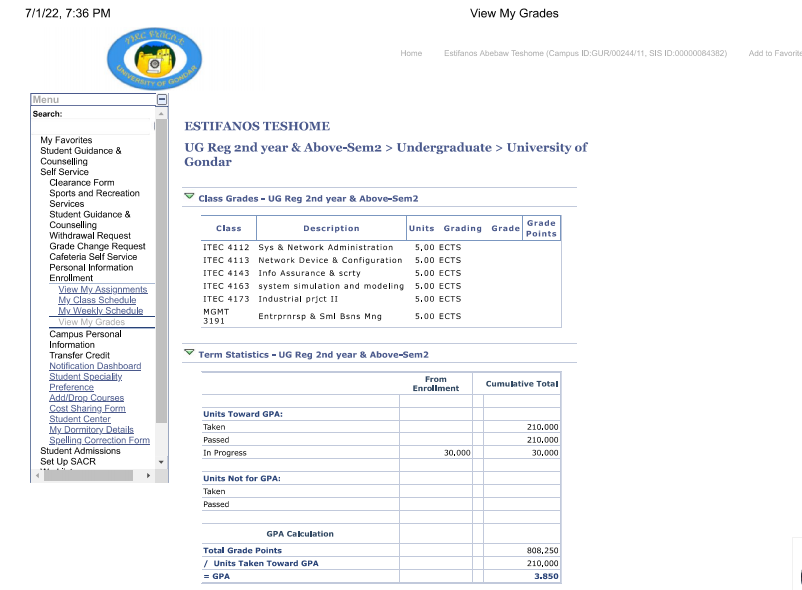 7/1/22, 7:36 PM View My Grades
UNIVERSITY OF GONDAR
Home Estifanos Abebaw Teshome (Campus ID:GUR/00244/11, SIS ID:00000084382) Add to Favorite
Menu
Search:
My Favorites
Student Guidance &
Counselling
Self Service
Clearance Form
Sports and Recreation
Services
Student Guidance &
Counselling
Withdrawal Request
Grade Change Request
Cafeteria Self Service
Personal Information
Enrollment
View My Assignments
My Class Schedule
My Weekly Schedule
View My Grades
Campus Personal
Information
Transfer Credit
Notification Dashboard
Student Speciality
Preference
Add/Drop Courses
Cost Sharing Form
Student Center
My Dormitory Details
Spelling Correction Form
Student Admissions
Set Up SACR
ESTIFANOS TESHOME
UG Reg 2nd year & Above-Sem2 > Undergraduate > University of
Gondar
Class Grades - UG Reg 2nd year & Above-Sem2
Class Description Units Grading Grade Grade
Points
ITEC 4112 Sys & Network Administration 5.00 ECTS
ITEC 4113 Network Device & Configuration 5.00 ECTS
ITEC 4143 Info Assurance & scrty 5.00 ECTS
ITEC 4163 system simulation and modeling 5.00 ECTS
ITEC 4173 Industrial prjct II 5.00 ECTS
MGMT
3191 Entrprnrsp & Sml Bsns Mng 5.00 ECTS
Term Statistics - UG Reg 2nd year & Above-Sem2
From
Enrollment Cumulative Total
Units Toward GPA:
Taken 210.000
Passed 210.000
In Progress 30.000 30.000
Units Not for GPA:
Taken
Passed
GPA Calculation
Total Grade Points 808.250
/ Units Taken Toward GPA 210.000
= GPA 3.850